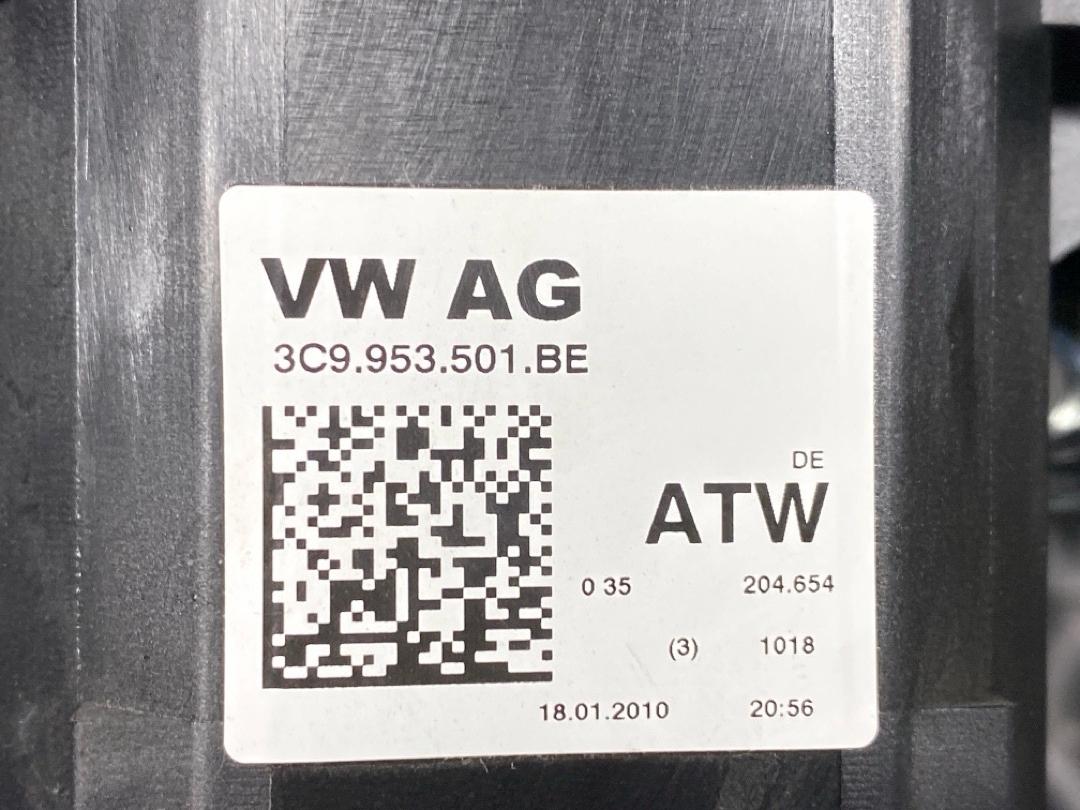 VW AG
3C9.953.501.BE
DE
ATW
0 35 204.654
(3) 1018
18.01.2010 20:56